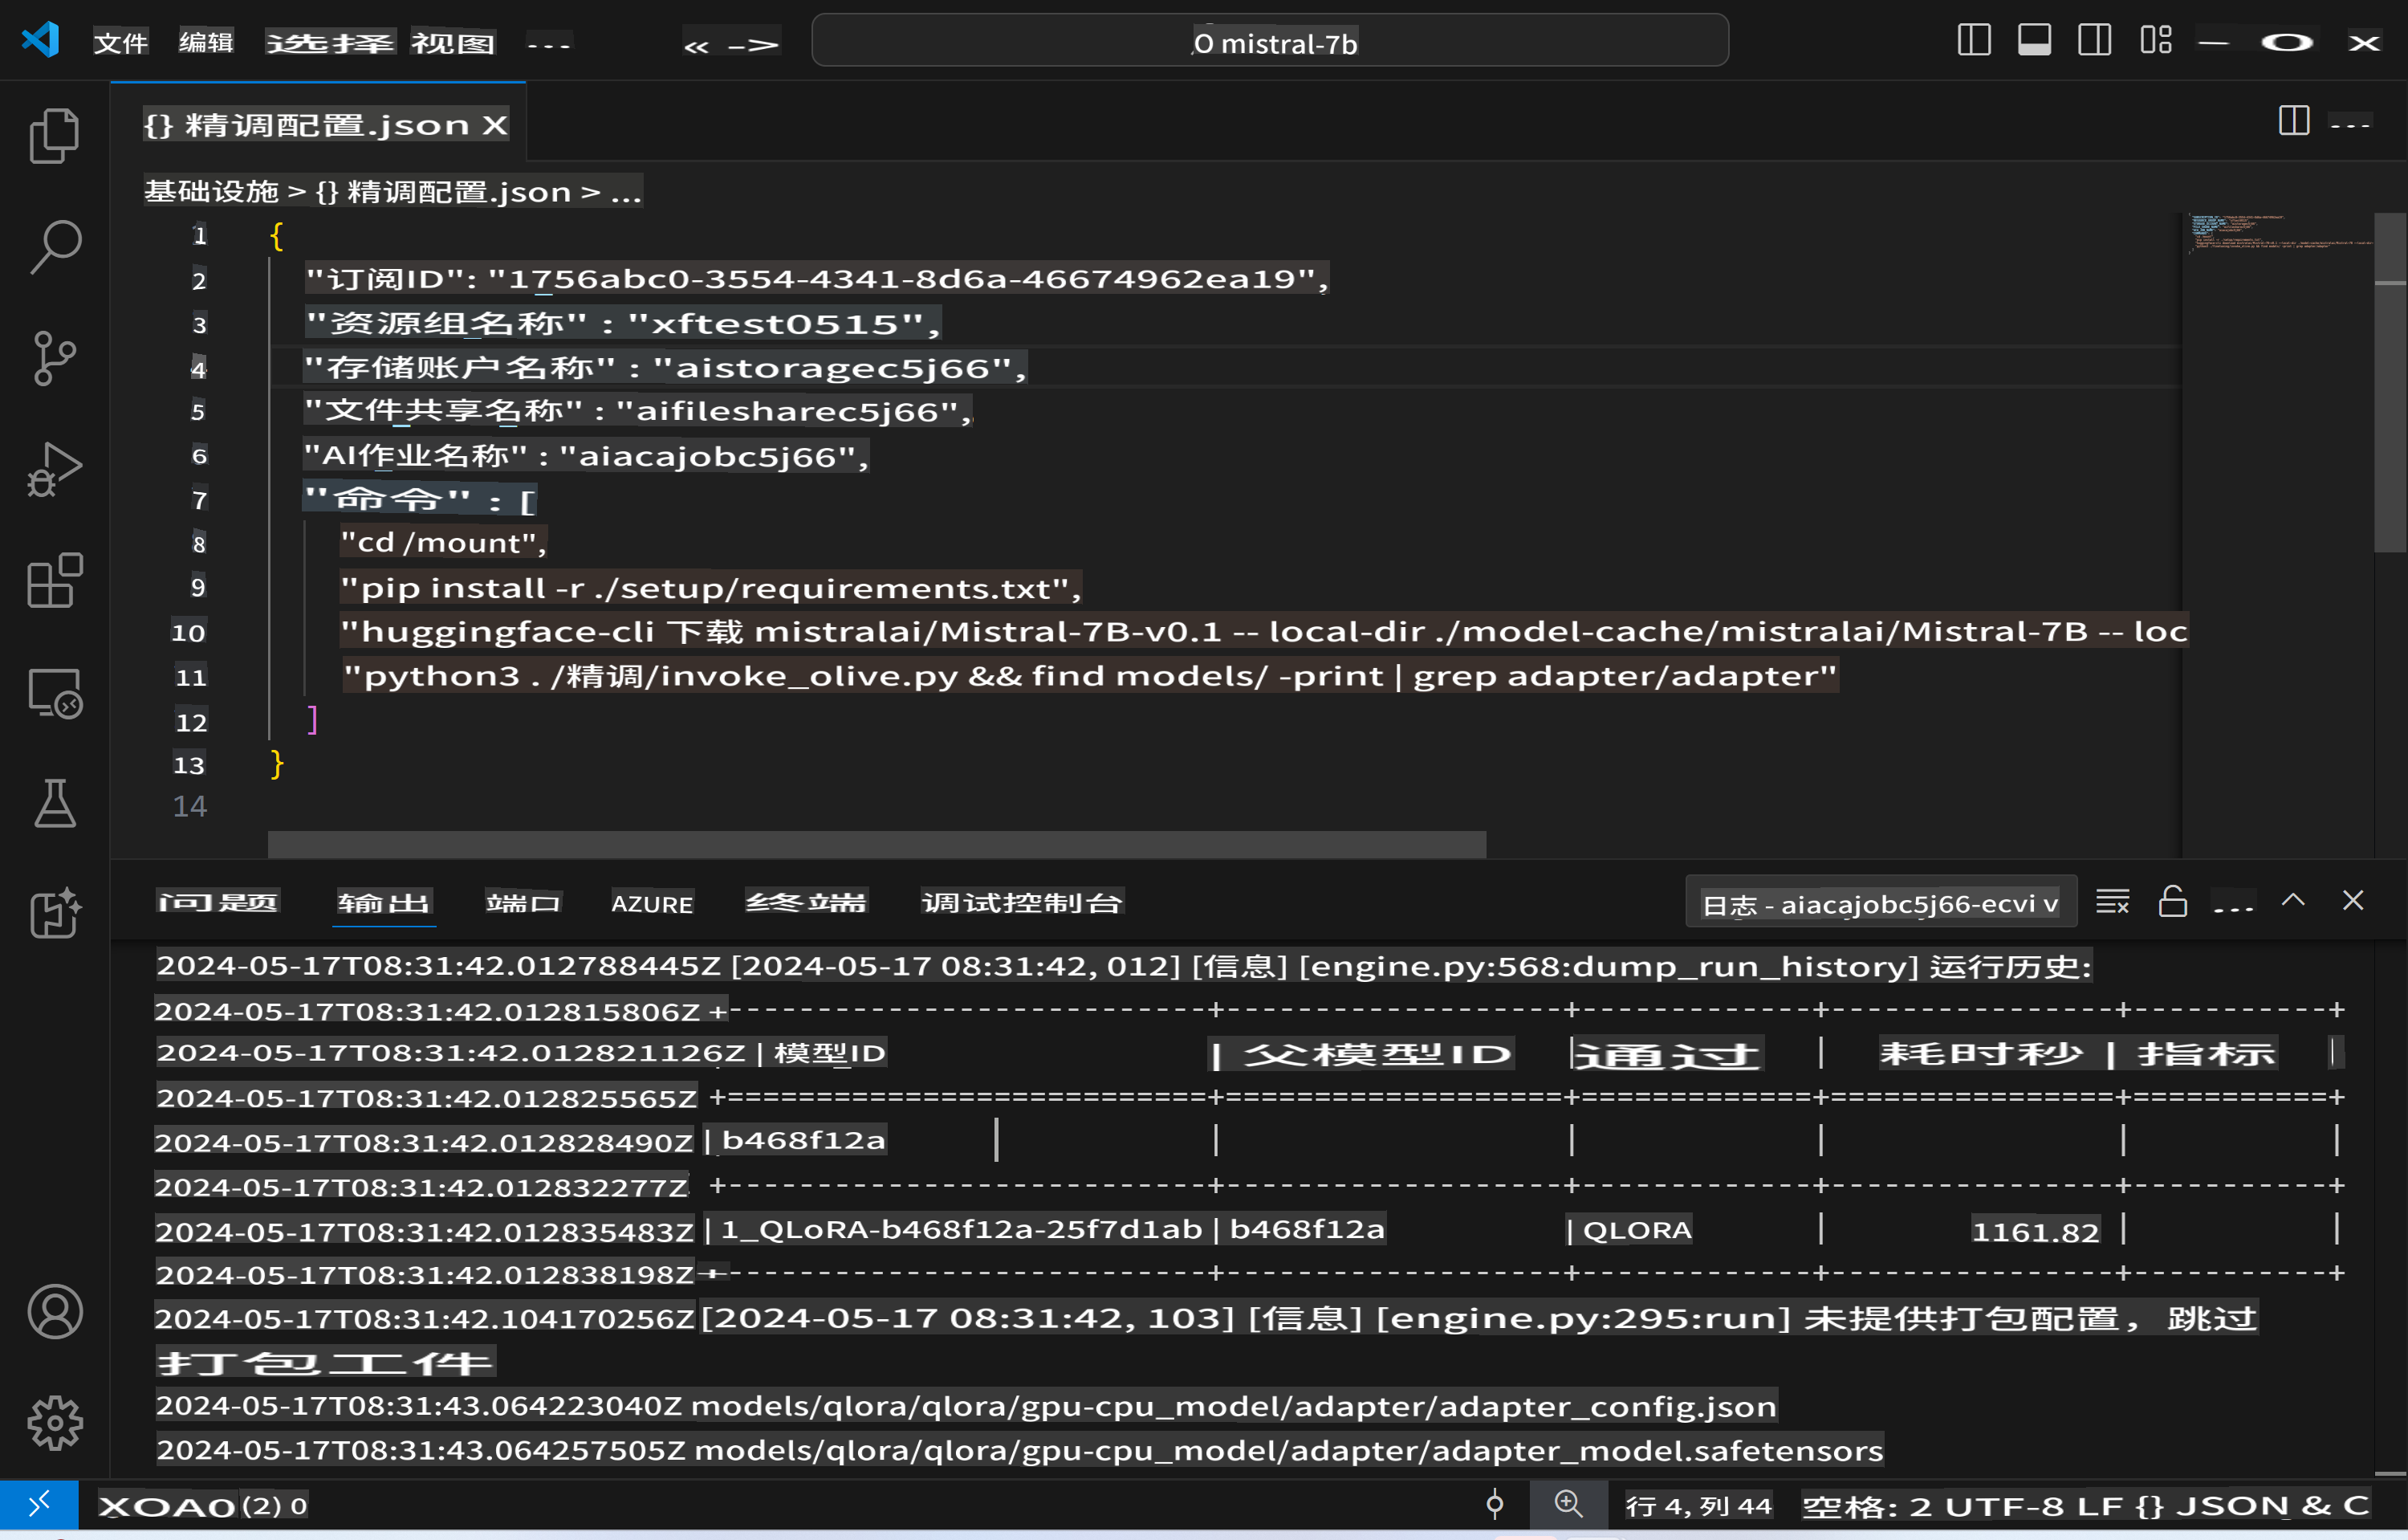 文件 编辑 选择 视图 ... mistral-7b
{} 精调配置.json X
基础设施 > {} 精调配置.json > ...
1 {
2 "订阅ID": "1756abc0-3554-4341-8d6a-46674962ea19",
3 "资源组名称" : "xftest0515",
4 "存储账户名称" : "aistoragec5j66",
5 "文件共享名称" : "aifilesharec5j66",
6 "AI作业名称" : "aiacajobc5j66",
7 "命令" : [
8 "cd /mount",
9 "pip install -r ./setup/requirements.txt",
10 "huggingface-cli 下载 mistralai/Mistral-7B-v0.1 -- local-dir ./model-cache/mistralai/Mistral-7B -- loc
11 "python3 . /精调/invoke_olive.py && find models/ -print | grep adapter/adapter"
12 ]
13 }
14
问题 输出 端口 AZURE 终端 调试控制台 日志 - aiacajobc5j66-ecvi v ...
2024-05-17T08:31:42.012788445Z [2024-05-17 08:31:42, 012] [信息] [engine.py:568:dump_run_history] 运行历史:
2024-05-17T08:31:42.012815806Z +---------------------------+-------------------+-------------+----------------+-----------+
2024-05-17T08:31:42.012821126Z | 模型ID | 父模型ID | 通过 | 耗时秒 | 指标 |
2024-05-17T08:31:42.012825565Z +===========================+===================+=============+================+===========+
2024-05-17T08:31:42.012828490Z | b468f12a | | | | |
2024-05-17T08:31:42.012832277Z +---------------------------+-------------------+-------------+----------------+-----------+
2024-05-17T08:31:42.012835483Z | 1_QLoRA-b468f12a-25f7d1ab | b468f12a | QLORA | 1161.82 | |
2024-05-17T08:31:42.012838198Z +---------------------------+-------------------+-------------+----------------+-----------+
2024-05-17T08:31:42.104170256Z [2024-05-17 08:31:42, 103] [信息] [engine.py:295:run] 未提供打包配置，跳过
打包工件
2024-05-17T08:31:43.064223040Z models/qlora/qlora/gpu-cpu_model/adapter/adapter_config.json
2024-05-17T08:31:43.064257505Z models/qlora/qlora/gpu-cpu_model/adapter/adapter_model.safetensors
XOA0 (2) 0 行 4, 列 44 空格: 2 UTF-8 LF {} JSON & C